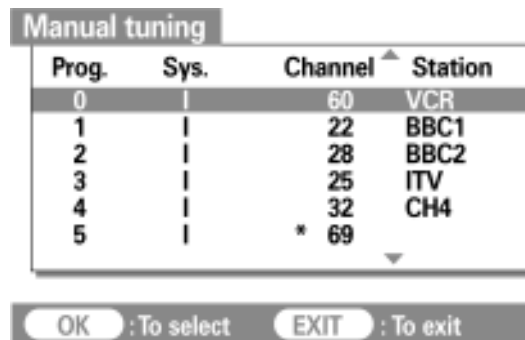 Manual tuning
Prog. Sys. Channel Station
0 I 60 VCR
1 I 22 BBC1
2 I 28 BBC2
3 I 25 ITV
4 I 32 CH4
5 I * 69
OK : To select EXIT : To exit